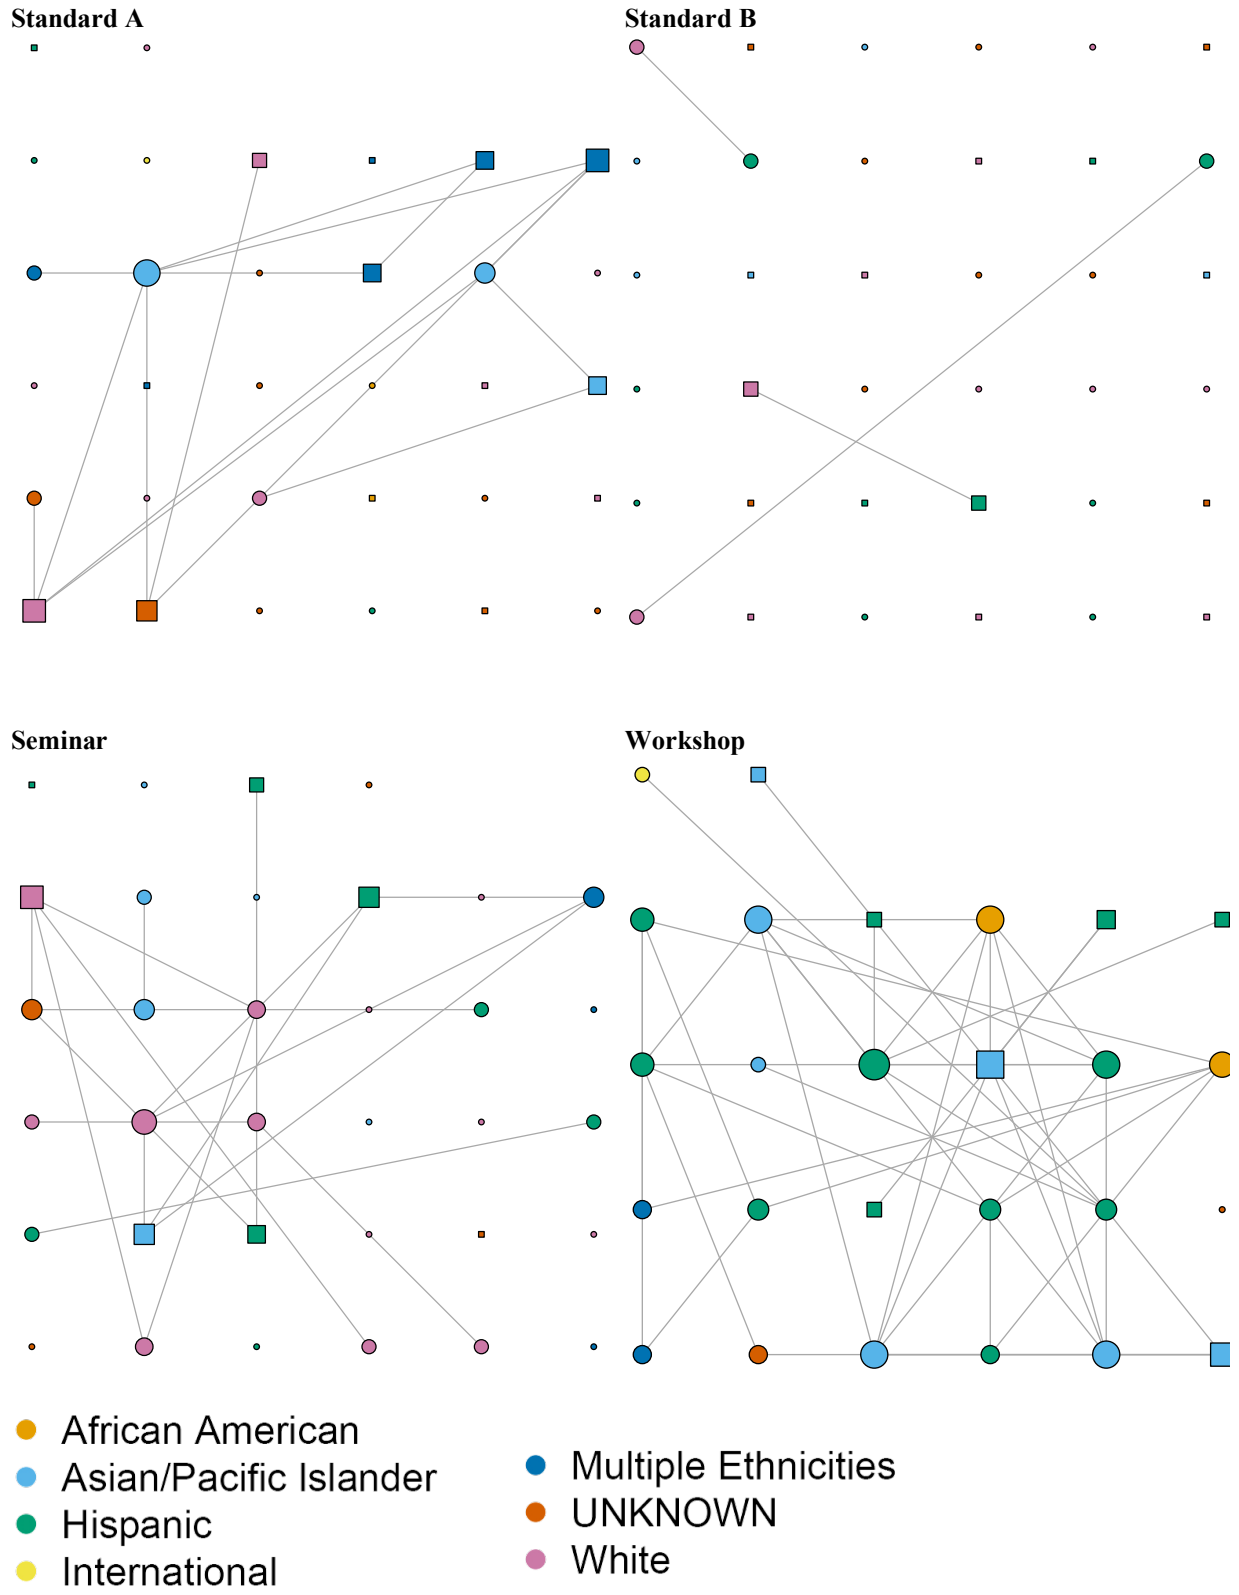 Standard A
Standard B
Seminar
Workshop
African American
Asian/Pacific Islander
Hispanic
International
Multiple Ethnicities
UNKNOWN
White